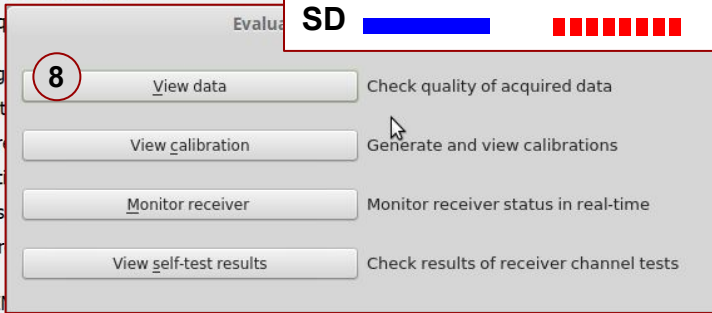 Evalua
SD
8
View data
Check quality of acquired data
View calibration
Generate and view calibrations
Monitor receiver
Monitor receiver status in real-time
View self-test results
Check results of receiver channel tests